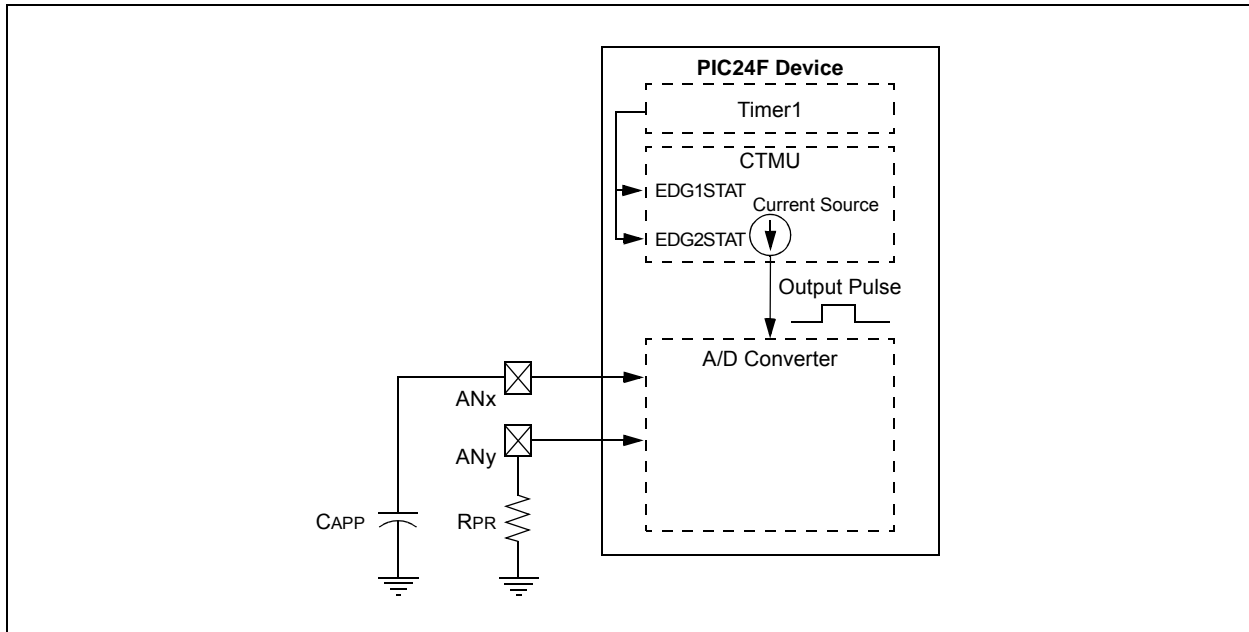 PIC24F Device
Timer1
CTMU
EDG1STAT
Current Source
EDG2STAT
Output Pulse
A/D Converter
ANx
ANy
CAPP
RPR